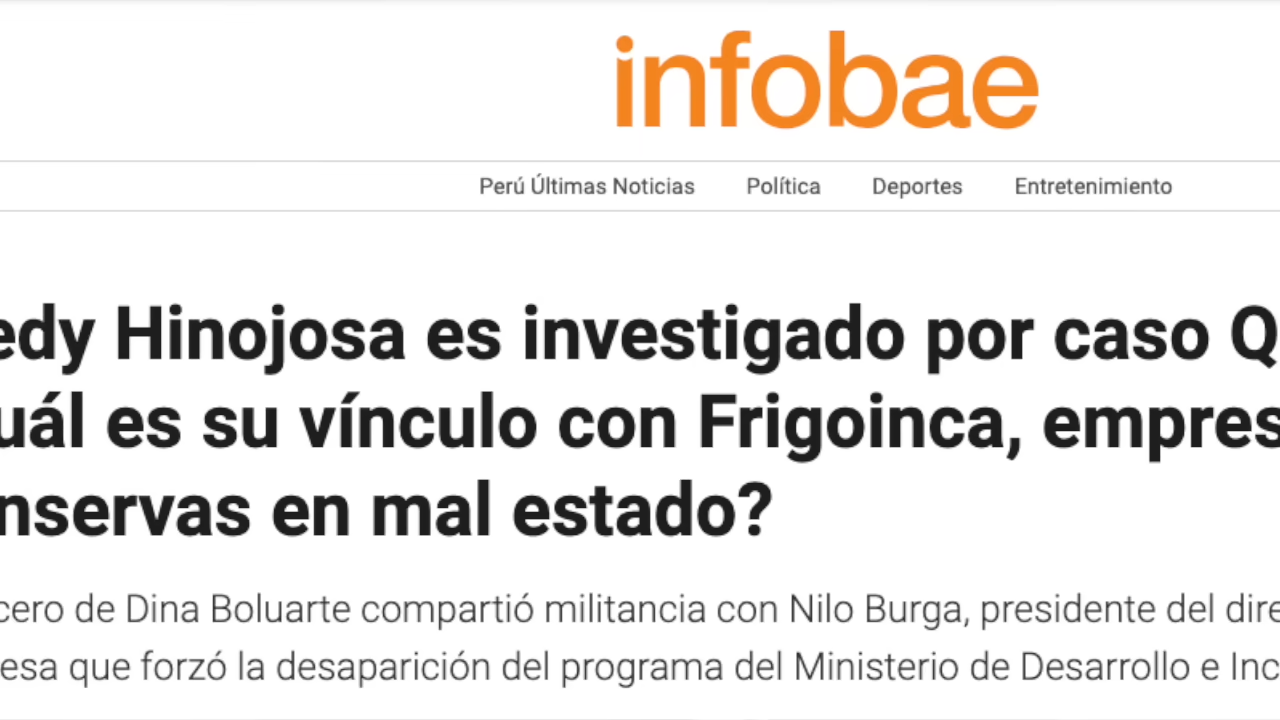 infobae
Perú Últimas Noticias Política Deportes Entretenimiento
edy Hinojosa es investigado por caso Q
uál es su vínculo con Frigoinca, empres
nservas en mal estado?
cero de Dina Boluarte compartió militancia con Nilo Burga, presidente del dire
esa que forzó la desaparición del programa del Ministerio de Desarrollo e Inc